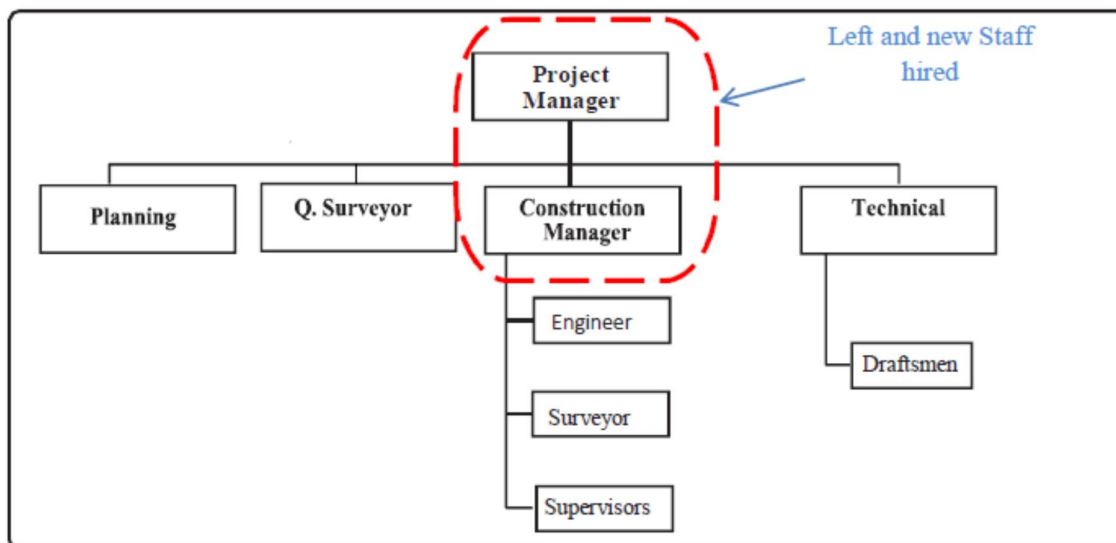 Left and new Staff
hired
Project
Manager
Planning
Q. Surveyor
Construction
Manager
Technical
Engineer
Draftsmen
Surveyor
Supervisors